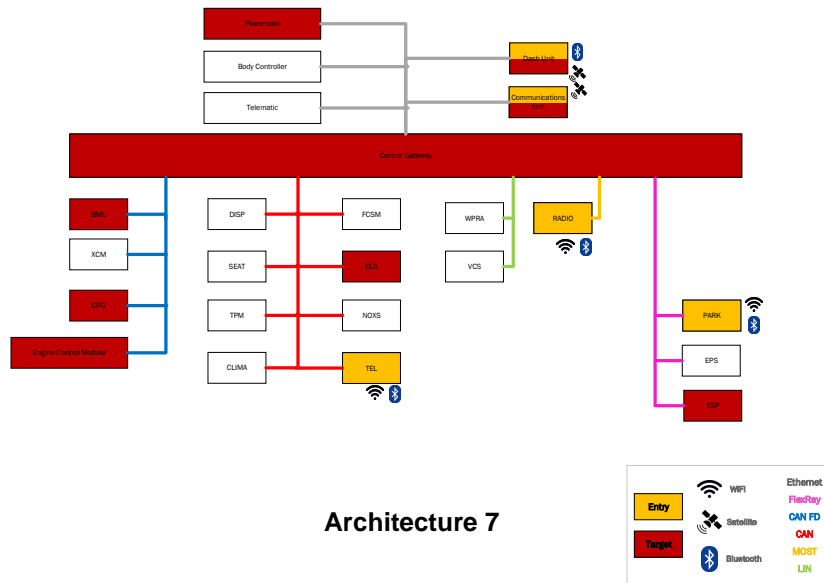 Powertrain
Body Controller
Dash Unit
Telematic
Communications
Unit
Central Gateway
BMU
DISP
FCSM
WPRA
RADIO
XCM
SEAT
CLS
VCS
CRG
TPM
NOXS
PARK
Engine Control Module
CLIMA
TEL
EPS
ESP
Architecture 7
Entry
Target
WiFi
Satellite
Bluetooth
Ethernet
FlexRay
CAN FD
CAN
MOST
LIN